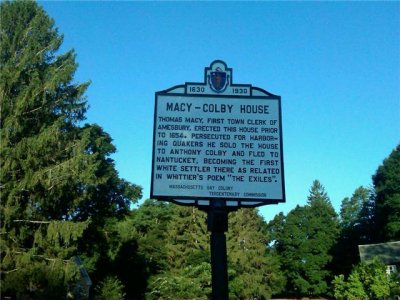 1630 1930
MACY-COLBY HOUSE
THOMAS MACY, FIRST TOWN CLERK OF
AMESBURY, ERECTED THIS HOUSE PRIOR
TO 1654. PERSECUTED FOR HARBOR-
ING QUAKERS HE SOLD THE HOUSE
TO ANTHONY COLBY AND FLED TO
NANTUCKET, BECOMING THE FIRST
WHITE SETTLER THERE AS RELATED
IN WHITTIER'S POEM "THE EXILES".
MASSACHUSETTS BAY COLONY
TERCENTENARY COMMISSION